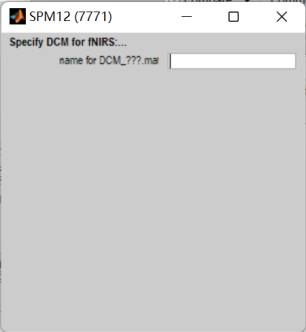 SPM12 (7771)
Specify DCM for fNIRS:...
name for DCM_???.mat